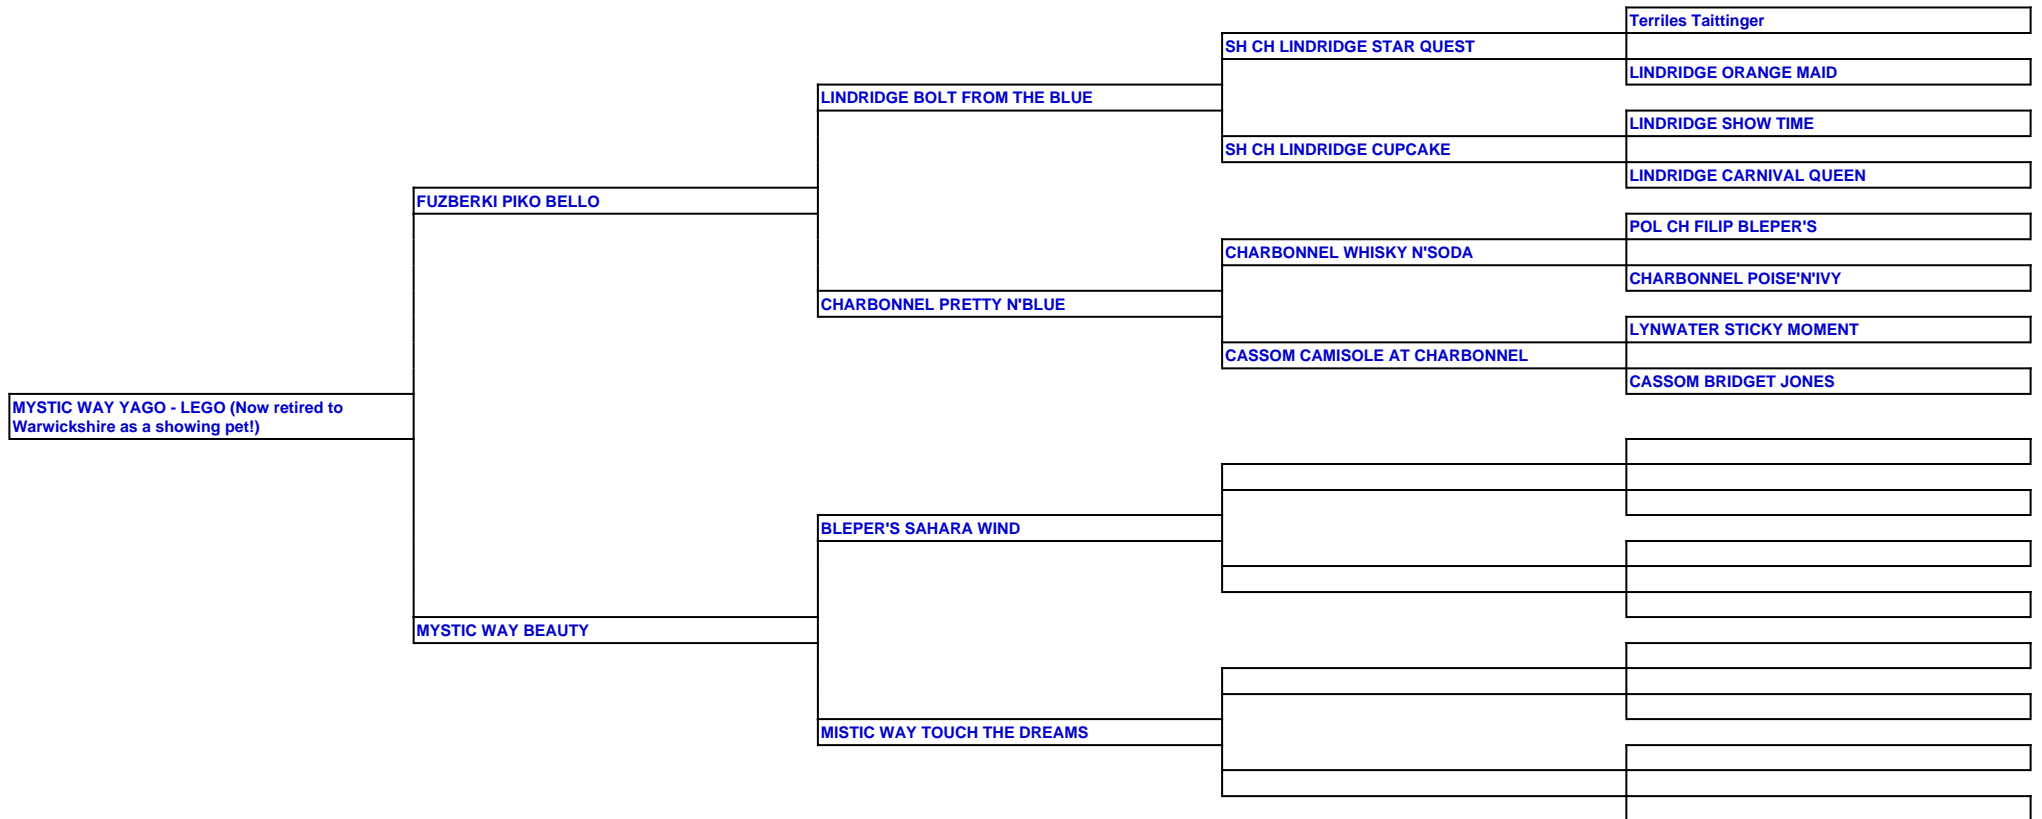 Terriles Taittinger
SH CH LINDRIDGE STAR QUEST
LINDRIDGE ORANGE MAID
LINDRIDGE BOLT FROM THE BLUE
LINDRIDGE SHOW TIME
SH CH LINDRIDGE CUPCAKE
LINDRIDGE CARNIVAL QUEEN
FUZBERKI PIKO BELLO
POL CH FILIP BLEPER'S
CHARBONNEL WHISKY N'SODA
CHARBONNEL POISE'N'IVY
CHARBONNEL PRETTY N'BLUE
LYNWATER STICKY MOMENT
CASSOM CAMISOLE AT CHARBONNEL
CASSOM BRIDGET JONES
MYSTIC WAY YAGO - LEGO (Now retired to
Warwickshire as a showing pet!)
BLEPER'S SAHARA WIND
MYSTIC WAY BEAUTY
MISTIC WAY TOUCH THE DREAMS